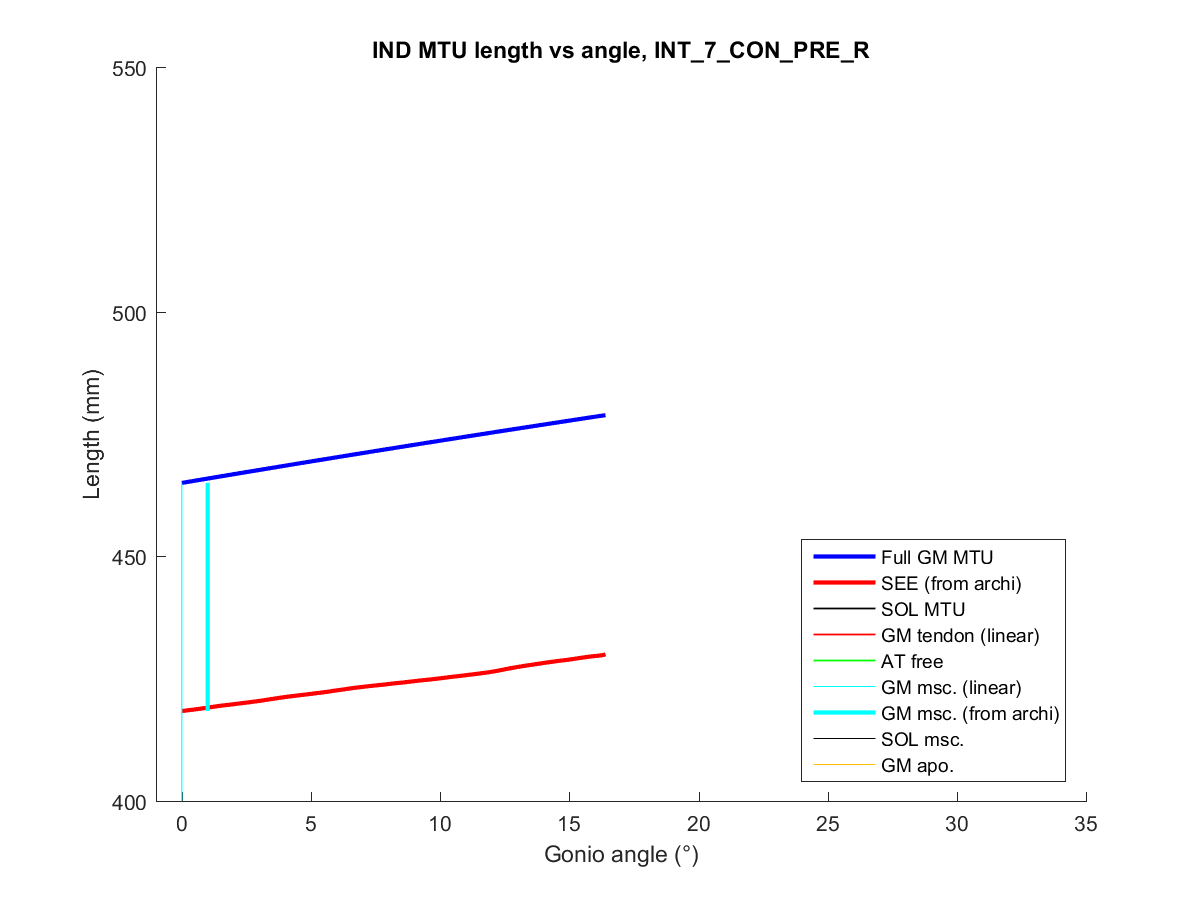 IND MTU length vs angle, INT_7_CON_PRE_R
550
500
450
400
Length (mm)
0 5 10 15 20 25 30 35
Gonio angle (°)
Full GM MTU
SEE (from archi)
SOL MTU
GM tendon (linear)
AT free
GM msc. (linear)
GM msc. (from archi)
SOL msc.
GM apo.